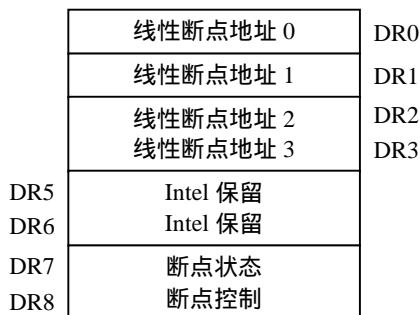 线性断点地址 0 DR0
线性断点地址 1 DR1
线性断点地址 2 DR2
线性断点地址 3 DR3
DR5 Intel 保留
DR6 Intel 保留
DR7 断点状态
DR8 断点控制